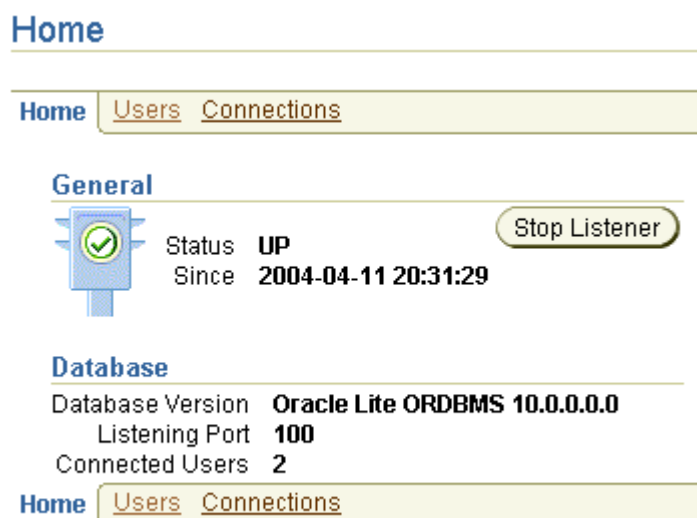 Home
Home Users Connections
General
Stop Listener
Status UP
Since 2004-04-11 20:31:29
Database
Database Version Oracle Lite ORDBMS 10.0.0.0.0
Listening Port 100
Connected Users 2
Home Users Connections